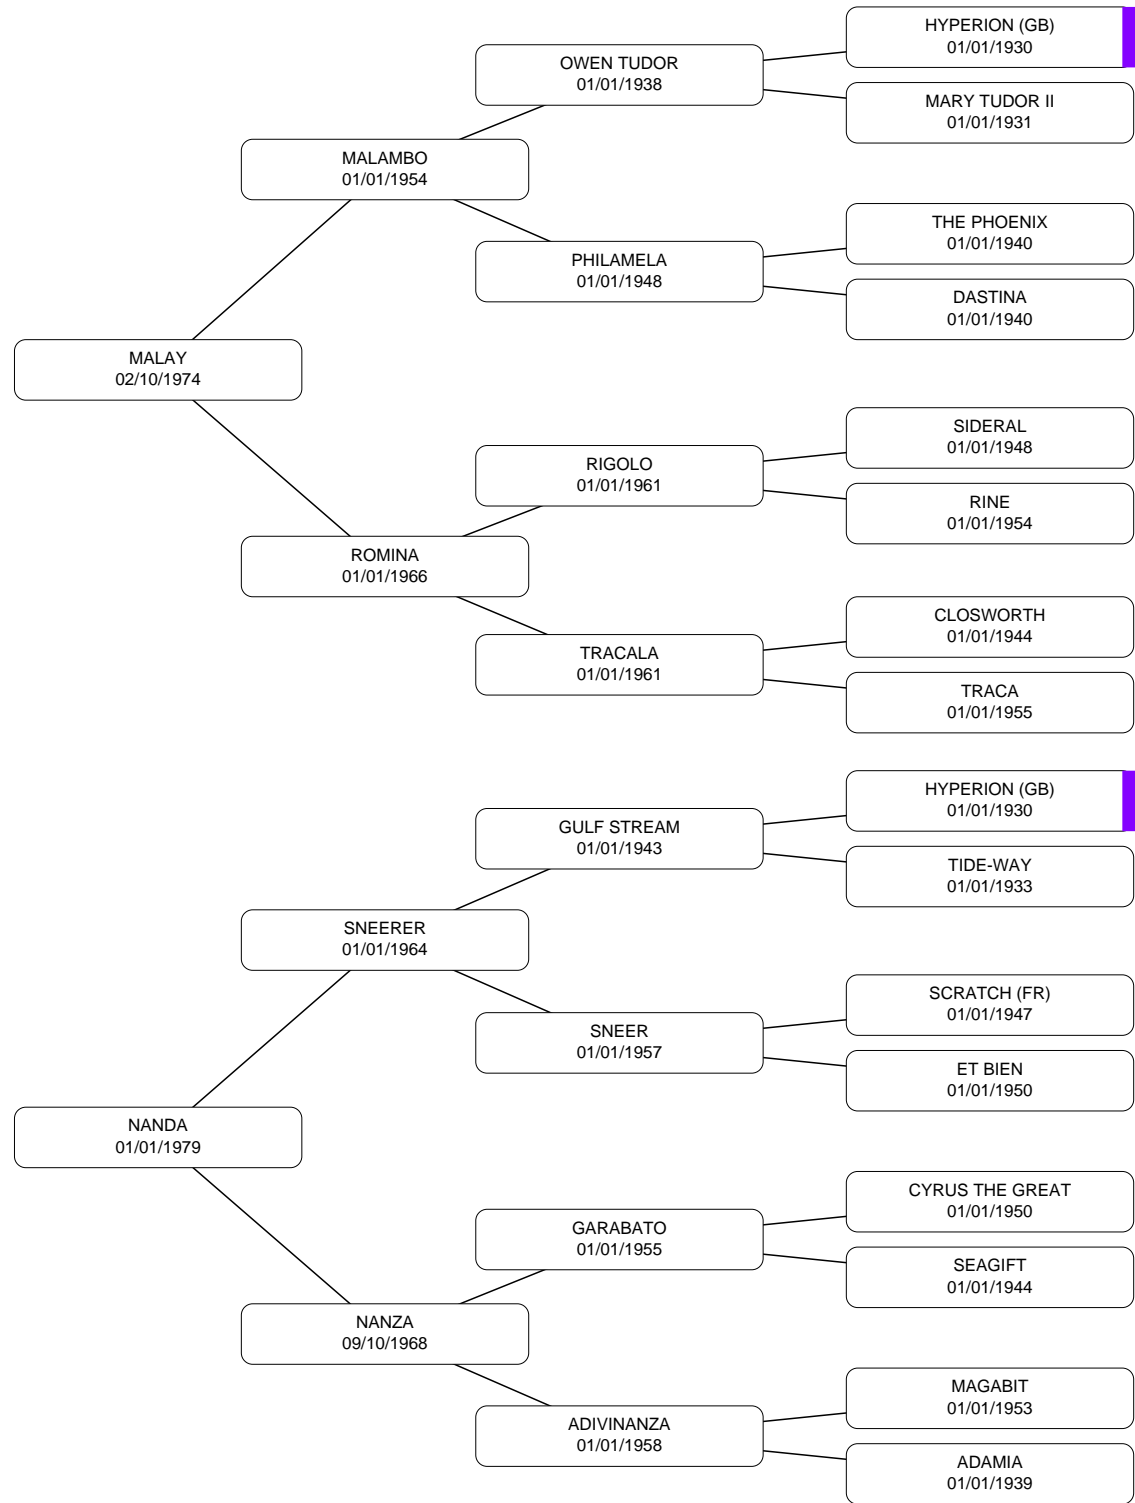 HYPERION (GB)
01/01/1930
OWEN TUDOR
01/01/1938
MARY TUDOR II
01/01/1931
MALAMBO
01/01/1954
THE PHOENIX
01/01/1940
PHILAMELA
01/01/1948
DASTINA
01/01/1940
MALAY
02/10/1974
SIDERAL
01/01/1948
RIGOLO
01/01/1961
RINE
01/01/1954
ROMINA
01/01/1966
CLOSWORTH
01/01/1944
TRACALA
01/01/1961
TRACA
01/01/1955
HYPERION (GB)
01/01/1930
GULF STREAM
01/01/1943
TIDE-WAY
01/01/1933
SNEERER
01/01/1964
SCRATCH (FR)
01/01/1947
SNEER
01/01/1957
ET BIEN
01/01/1950
NANDA
01/01/1979
CYRUS THE GREAT
01/01/1950
GARABATO
01/01/1955
SEAGIFT
01/01/1944
NANZA
09/10/1968
MAGABIT
01/01/1953
ADIVINANZA
01/01/1958
ADAMIA
01/01/1939